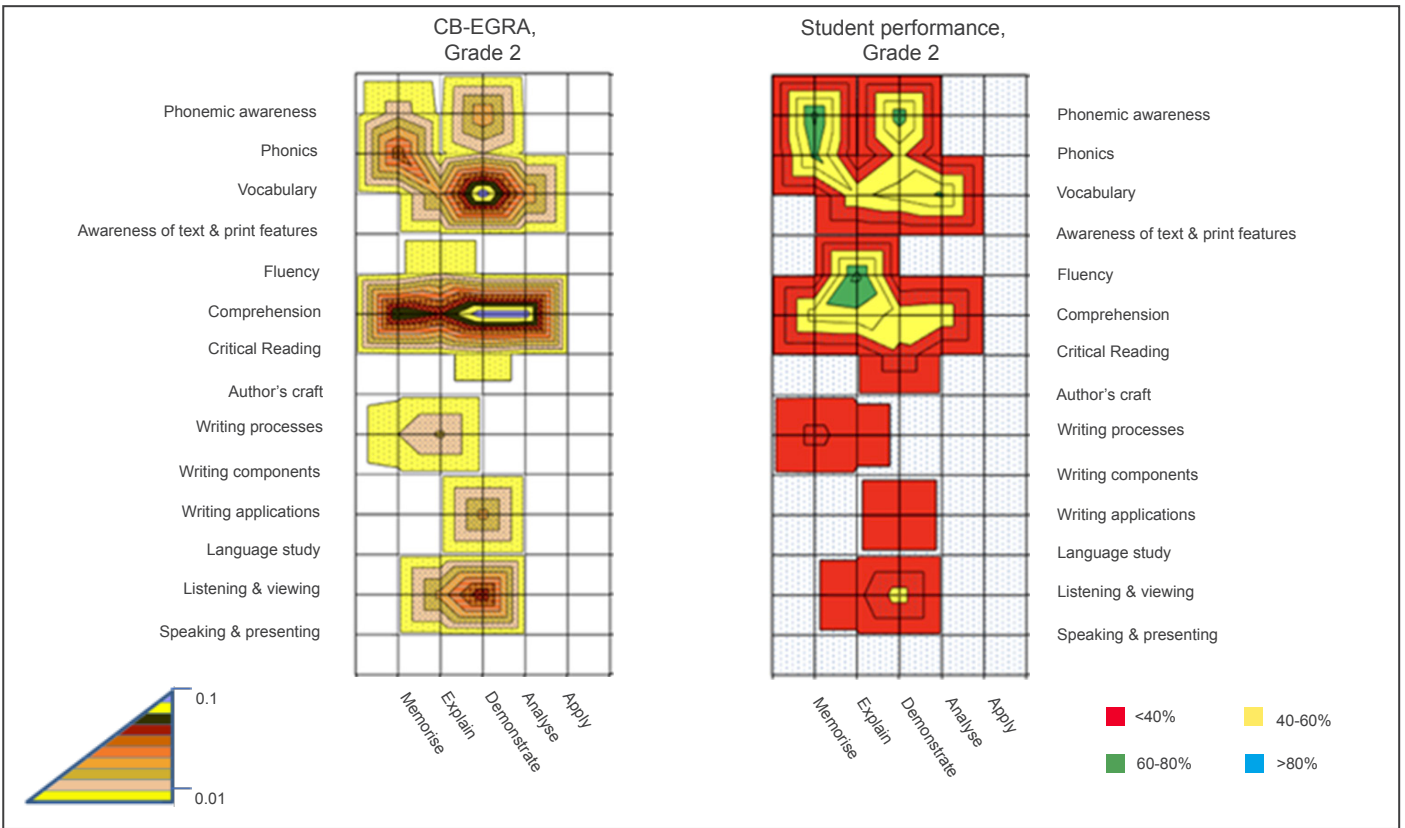 CB-EGRA,
Grade 2
Student performance,
Grade 2
Phonemic awareness
Phonics
Vocabulary
Awareness of text & print features
Fluency
Comprehension
Critical Reading
Author’s craft
Writing processes
Writing components
Writing applications
Language study
Listening & viewing
Speaking & presenting
Phonemic awareness
Phonics
Vocabulary
Awareness of text & print features
Fluency
Comprehension
Critical Reading
Author’s craft
Writing processes
Writing components
Writing applications
Language study
Listening & viewing
Speaking & presenting
Memorise
Explain
Demonstrate
Analyse
Apply
Memorise
Explain
Demonstrate
Analyse
Apply
0.1
0.01
<40%
40-60%
60-80%
>80%